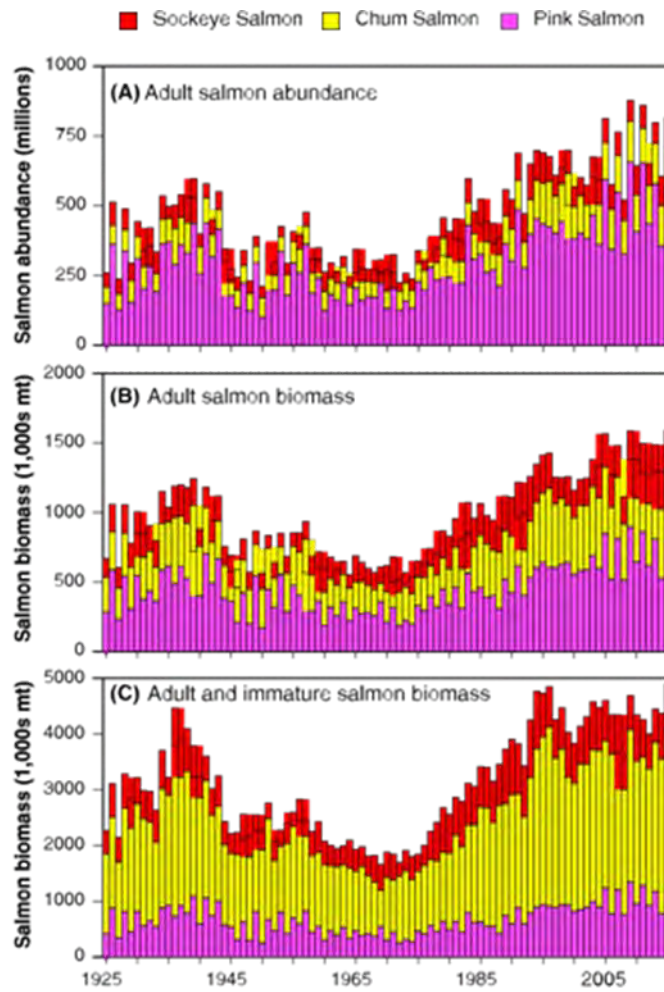 Sockeye Salmon Chum Salmon Pink Salmon
(A) Adult salmon abundance
Salmon abundance (millions)
1000
750
500
250
0
(B) Adult salmon biomass
Salmon biomass (1,000s mt)
2000
1500
1000
500
0
(C) Adult and immature salmon biomass
Salmon biomass (1,000s mt)
5000
4000
3000
2000
1000
0
1925 1945 1965 1985 2005